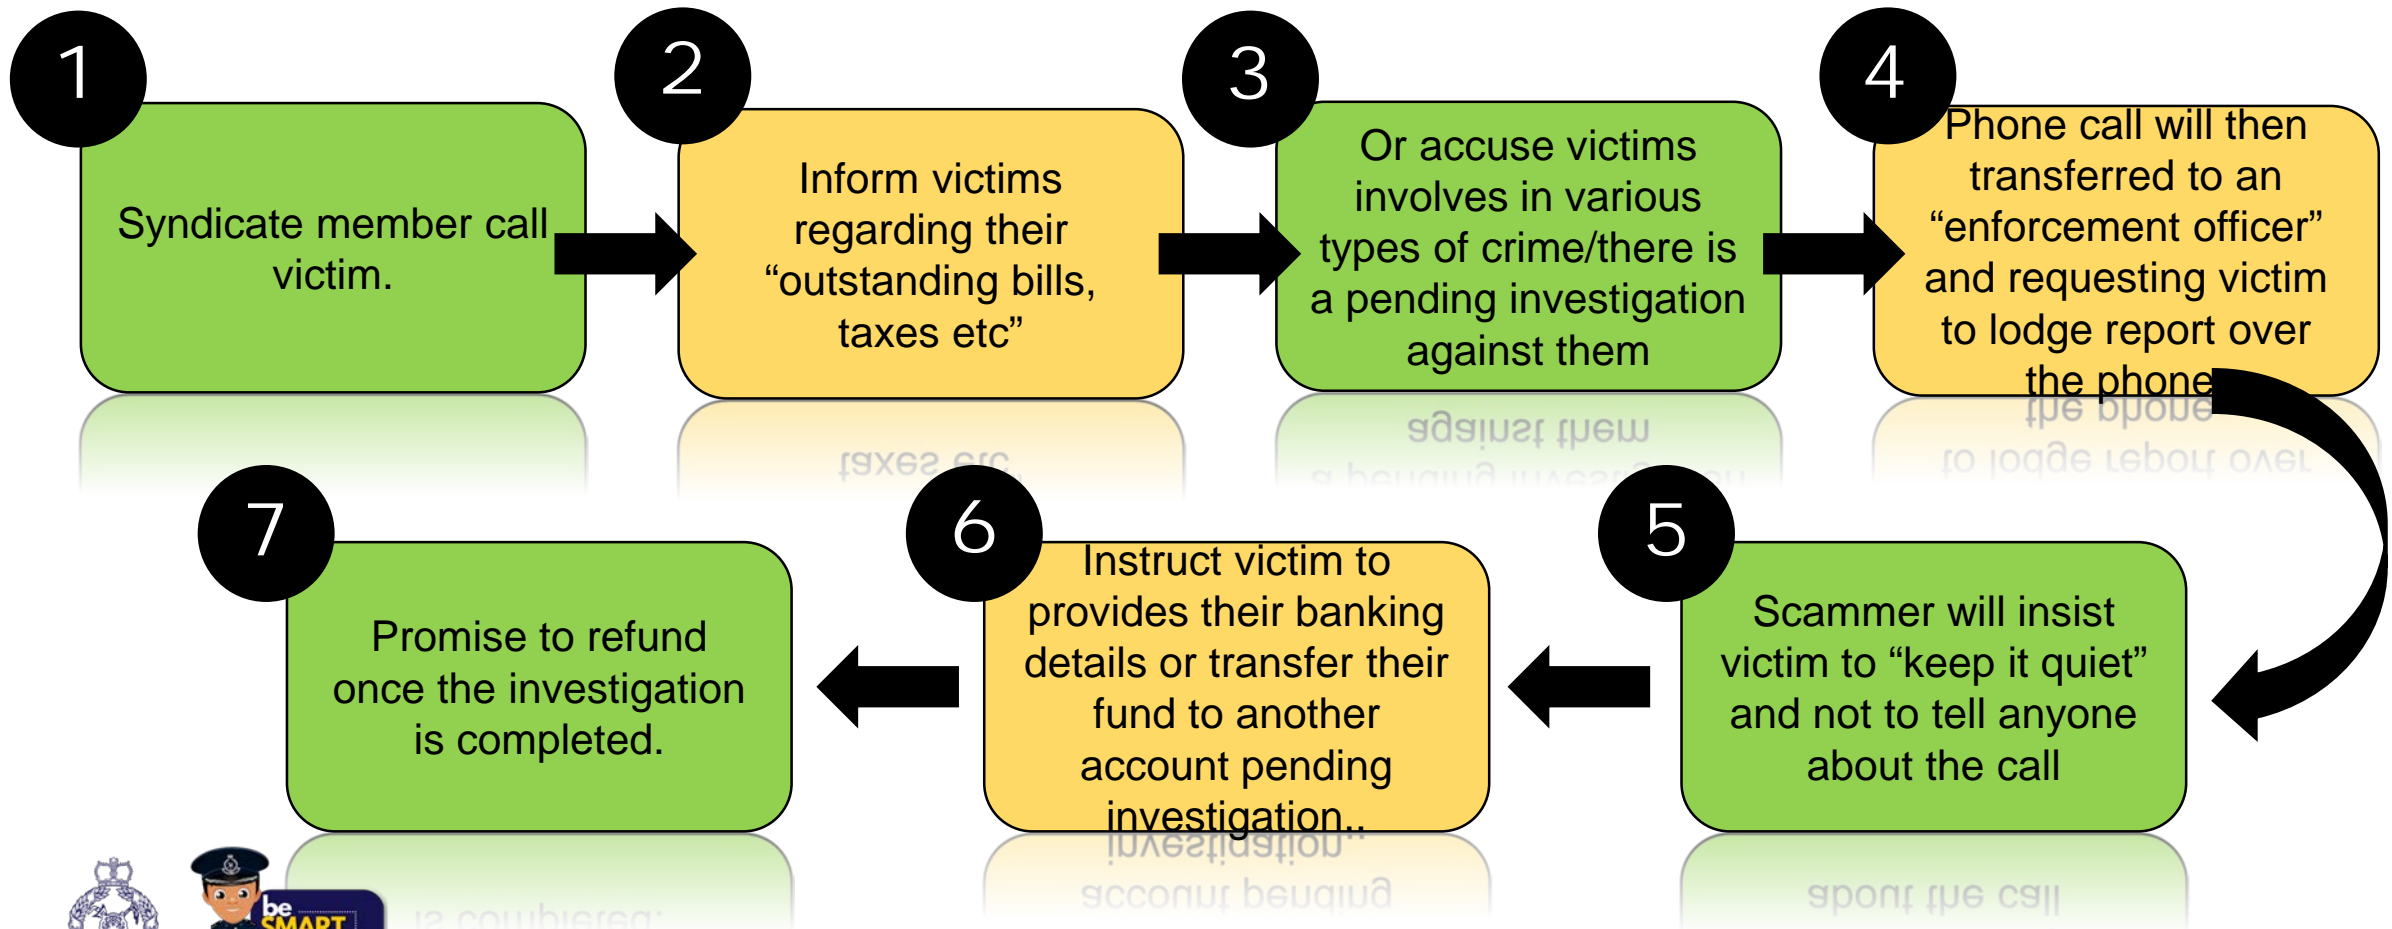 1
Syndicate member call
victim.
2
Inform victims
regarding their
“outstanding bills,
taxes etc”
3
Or accuse victims
involves in various
types of crime/there is
a pending investigation
against them
4
Phone call will then
transferred to an
“enforcement officer”
and requesting victim
to lodge report over
the phone
5
Scammer will insist
victim to “keep it quiet”
and not to tell anyone
about the call
6
Instruct victim to
provides their banking
details or transfer their
fund to another
account pending
investigation..
7
Promise to refund
once the investigation
is completed.
be
SMART